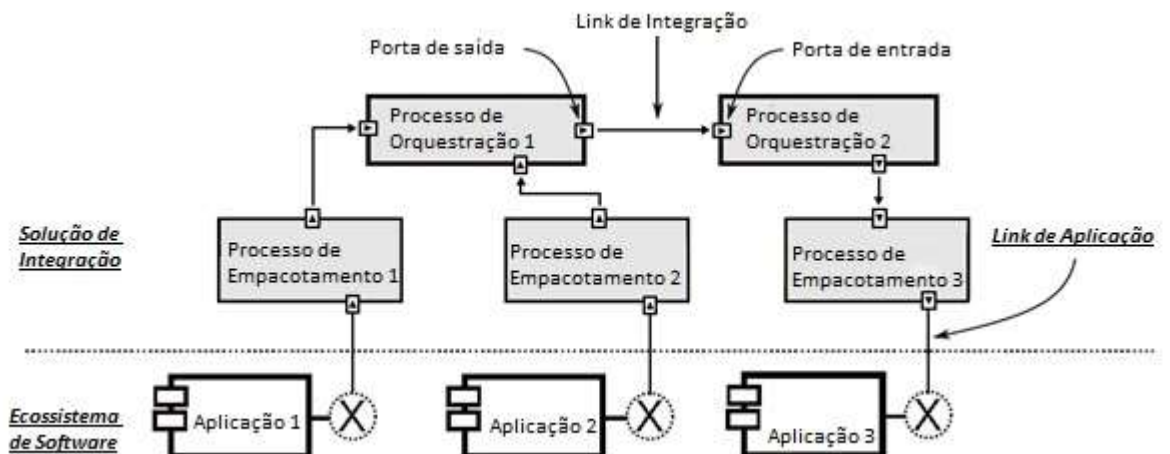 Link de Integração
Porta de saída
Porta de entrada
Processo de
Orquestração 1
Processo de
Orquestração 2
Solução de
Integração
Processo de
Empacotamento 1
Processo de
Empacotamento 2
Processo de
Empacotamento 3
Link de Aplicação
Ecossistema
de Software
Aplicação 1
X
Aplicação 2
X
Aplicação 3
X